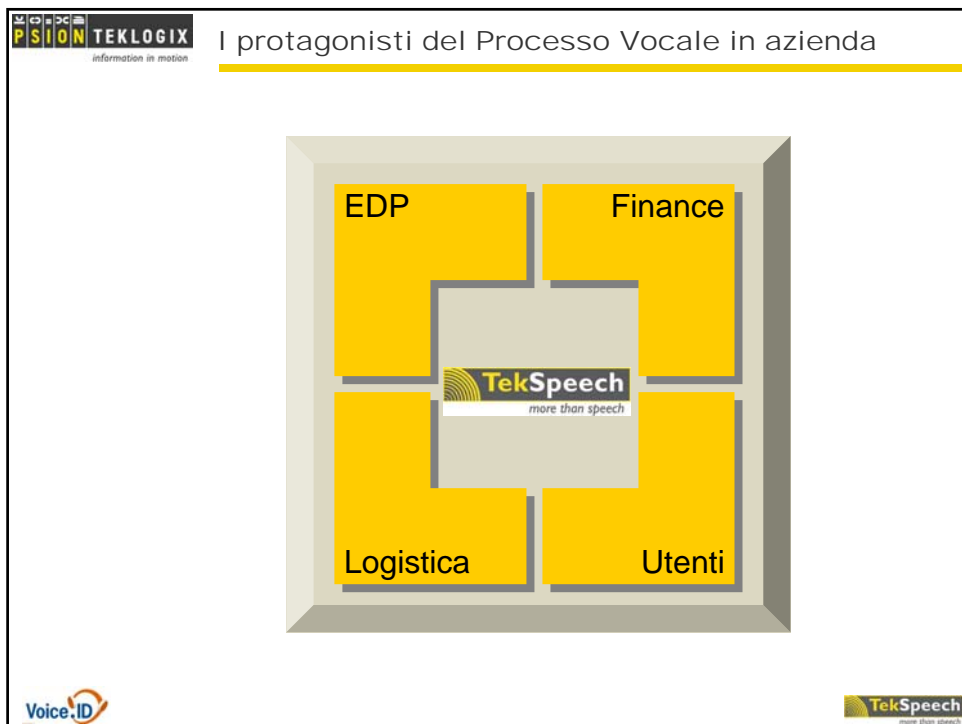 PSION TEKLOGIX
information in motion
I protagonisti del Processo Vocale in azienda
EDP
Finance
TekSpeech
more than speech
Logistica
Utenti
Voice.ID
TekSpeech
more than speech